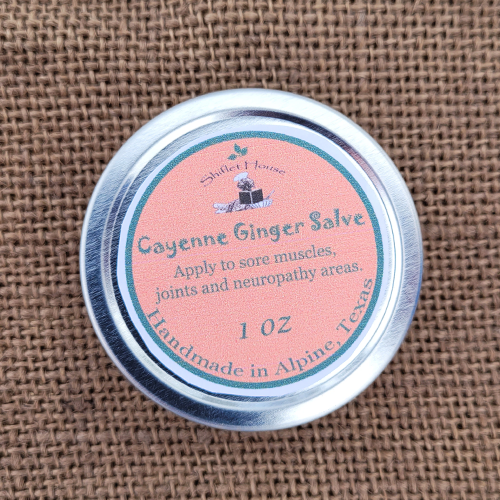 Shiflet House
Cayenne Ginger Salve
Apply to sore muscles,
joints and neuropathy areas.
1 OZ
Handmade in Alpine, Texas